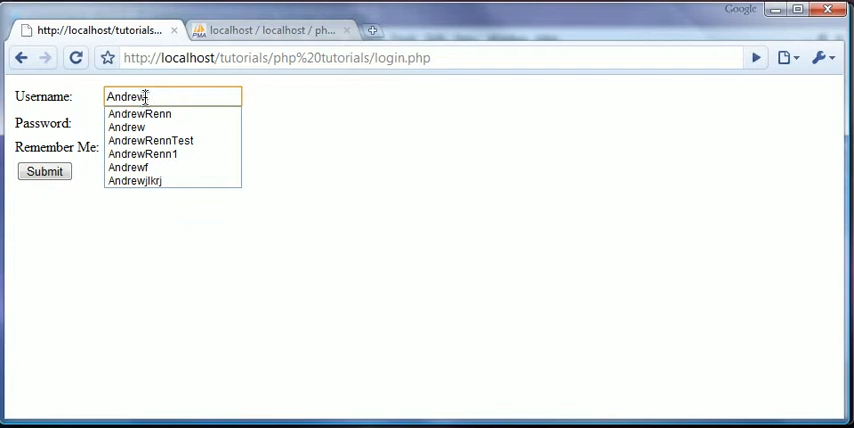 Google
http://localhost/tutorials...
localhost / localhost / ph...
http://localhost/tutorials/php%20tutorials/login.php
Username:
Andrew
AndrewRenn
Andrew
AndrewRennTest
AndrewRenn1
Andrewf
Andrewjlkrj
Password:
Remember Me:
Submit